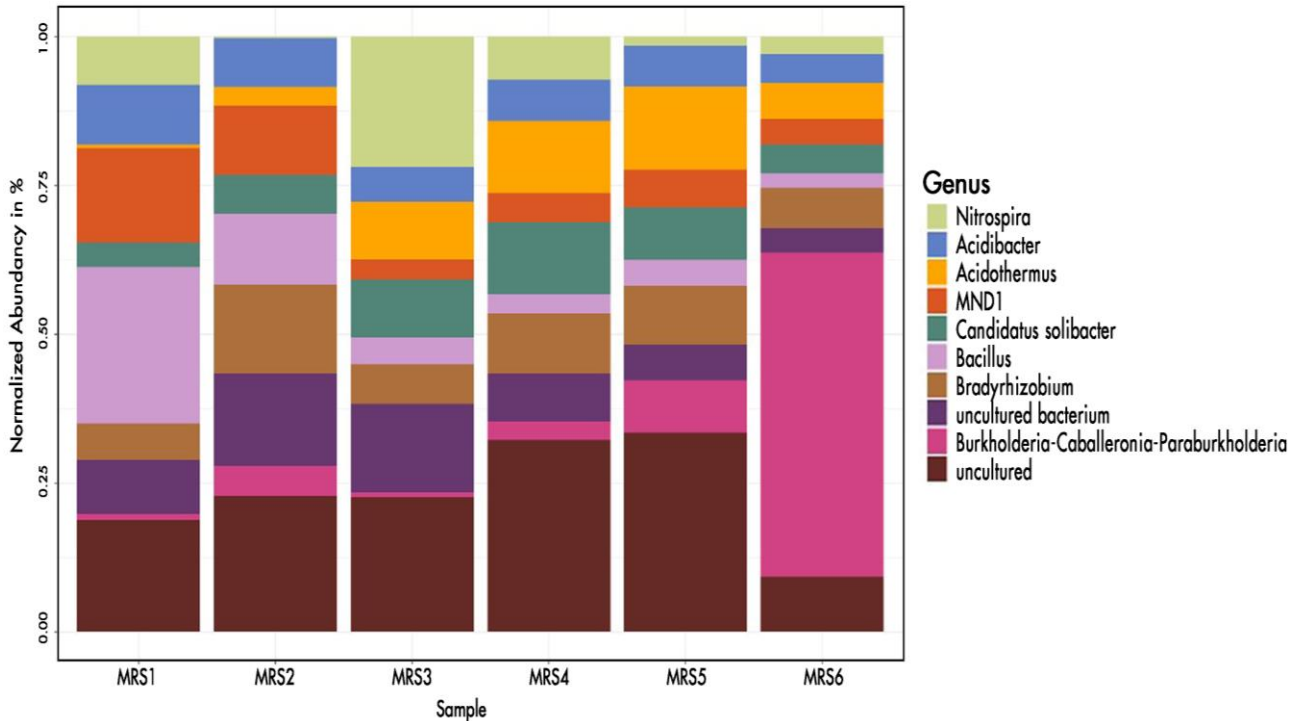 Normalized Abundancy in %
1.00
0.75
0.50
0.25
0.00
MRS1 MRS2 MRS3 MRS4 MRS5 MRS6
Sample
Genus
Nitrospira
Acidibacter
Acidothermus
MND1
Candidatus solibacter
Bacillus
Bradyrhizobium
uncultured bacterium
Burkholderia-Caballeronia-Paraburkholderia
uncultured